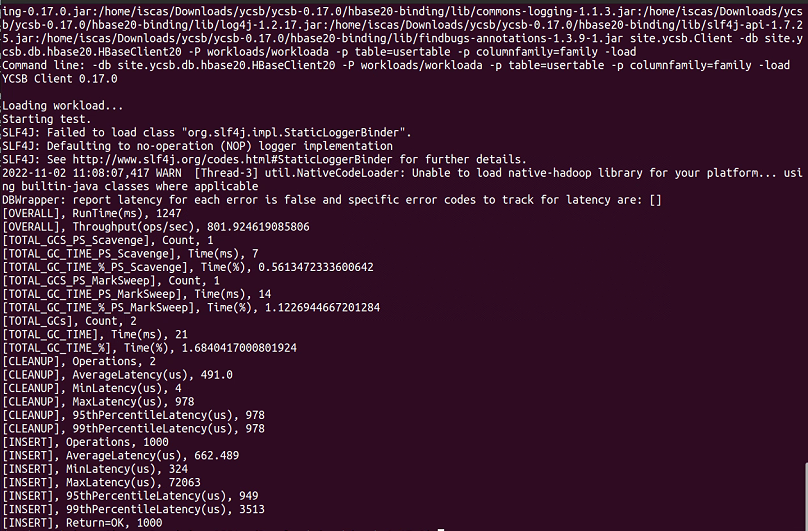 ing-0.17.0.jar:/home/iscas/Downloads/ycsb/ycsb-0.17.0/hbase20-binding/lib/commons-logging-1.1.3.jar:/home/iscas/Downloads/ycs
b/ycsb-0.17.0/hbase20-binding/lib/log4j-1.2.17.jar:/home/iscas/Downloads/ycsb/ycsb-0.17.0/hbase20-binding/lib/slf4j-api-1.7.2
5.jar:/home/iscas/Downloads/ycsb/ycsb-0.17.0/hbase20-binding/lib/findbugs-annotations-1.3.9-1.jar site.ycsb.Client -db site.y
csb.db.hbase20.HBaseClient20 -P workloads/workloada -p table=usertable -p columnfamily=family -load
Command line: -db site.ycsb.db.hbase20.HBaseClient20 -P workloads/workloada -p table=usertable -p columnfamily=family -load
YCSB Client 0.17.0
Loading workload...
Starting test.
SLF4J: Failed to load class "org.slf4j.impl.StaticLoggerBinder".
SLF4J: Defaulting to no-operation (NOP) logger implementation
SLF4J: See http://www.slf4j.org/codes.html#StaticLoggerBinder for further details.
2022-11-02 11:08:07,417 WARN  [Thread-3] util.NativeCodeLoader: Unable to load native-hadoop library for your platform... usi
ng builtin-java classes where applicable
DBWrapper: report latency for each error is false and specific error codes to track for latency are: []
[OVERALL], RunTime(ms), 1247
[OVERALL], Throughput(ops/sec), 801.924619085806
[TOTAL_GCS_PS_Scavenge], Count, 1
[TOTAL_GC_TIME_PS_Scavenge], Time(ms), 7
[TOTAL_GC_TIME_%_PS_Scavenge], Time(%), 0.5613472333600642
[TOTAL_GCS_PS_MarkSweep], Count, 1
[TOTAL_GC_TIME_PS_MarkSweep], Time(ms), 14
[TOTAL_GC_TIME_%_PS_MarkSweep], Time(%), 1.1226944667201284
[TOTAL_GCs], Count, 2
[TOTAL_GC_TIME], Time(ms), 21
[TOTAL_GC_TIME_%], Time(%), 1.6840417000801924
[CLEANUP], Operations, 2
[CLEANUP], AverageLatency(us), 491.0
[CLEANUP], MinLatency(us), 4
[CLEANUP], MaxLatency(us), 978
[CLEANUP], 95thPercentileLatency(us), 978
[CLEANUP], 99thPercentileLatency(us), 978
[INSERT], Operations, 1000
[INSERT], AverageLatency(us), 662.489
[INSERT], MinLatency(us), 324
[INSERT], MaxLatency(us), 72063
[INSERT], 95thPercentileLatency(us), 949
[INSERT], 99thPercentileLatency(us), 3513
[INSERT], Return=OK, 1000